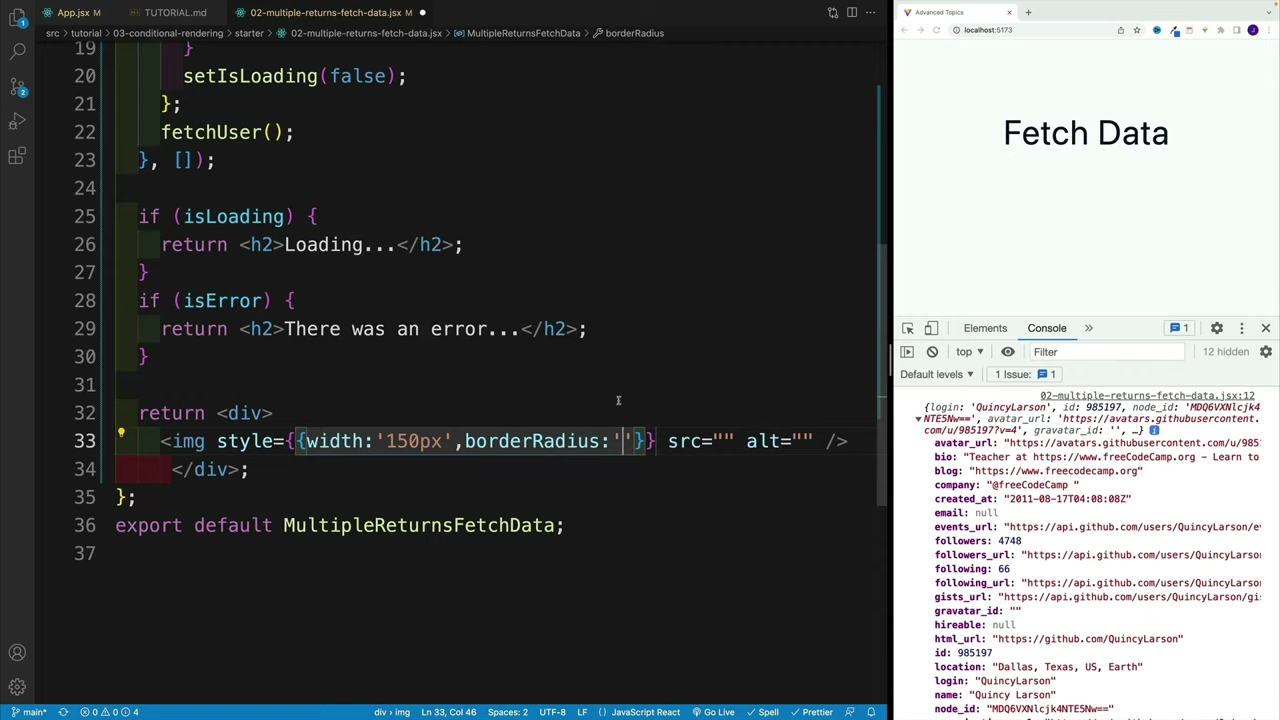 App.jsx M
TUTORIAL.md
02-multiple-returns-fetch-data.jsx M
src > tutorial > 03-conditional-rendering > starter > 02-multiple-returns-fetch-data.jsx > MultipleReturnsFetchData > borderRadius
19 }
20 setIsLoading(false);
21 };
22 fetchUser();
23 }, []);
24
25 if (isLoading) {
26 return <h2>Loading...</h2>;
27 }
28 if (isError) {
29 return <h2>There was an error...</h2>;
30 }
31
32 return <div>
33 <img style={{width:'150px',borderRadius:''}} src="" alt="" />
34 </div>;
35 };
36 export default MultipleReturnsFetchData;
37
main* 0 0 4 div > img Ln 33, Col 46 Spaces: 2 UTF-8 LF JavaScript React Go Live Spell Prettier
Advanced Topics
localhost:5173
Fetch Data
Elements Console 1
top Filter 12 hidden
Default levels 1 Issue: 1
02-multiple-returns-fetch-data.jsx:12
{login: 'QuincyLarson', id: 985197, node_id: 'MDQ6VXNlcjk4
NTE5Nw==', avatar_url: 'https://avatars.githubusercontent.
com/u/985197?v=4', gravatar_id: '', …}
avatar_url: "https://avatars.githubusercontent.com/u/985
bio: "Teacher at https://www.freeCodeCamp.org - Learn to
blog: "https://www.freecodecamp.org"
company: "@freeCodeCamp "
created_at: "2011-08-17T04:08:08Z"
email: null
events_url: "https://api.github.com/users/QuincyLarson/ev
followers: 4748
followers_url: "https://api.github.com/users/QuincyLarson
following: 66
following_url: "https://api.github.com/users/QuincyLarson
gists_url: "https://api.github.com/users/QuincyLarson/gis
gravatar_id: ""
hireable: null
html_url: "https://github.com/QuincyLarson"
id: 985197
location: "Dallas, Texas, US, Earth"
login: "QuincyLarson"
name: "Quincy Larson"
node_id: "MDQ6VXNlcjk4NTE5Nw=="